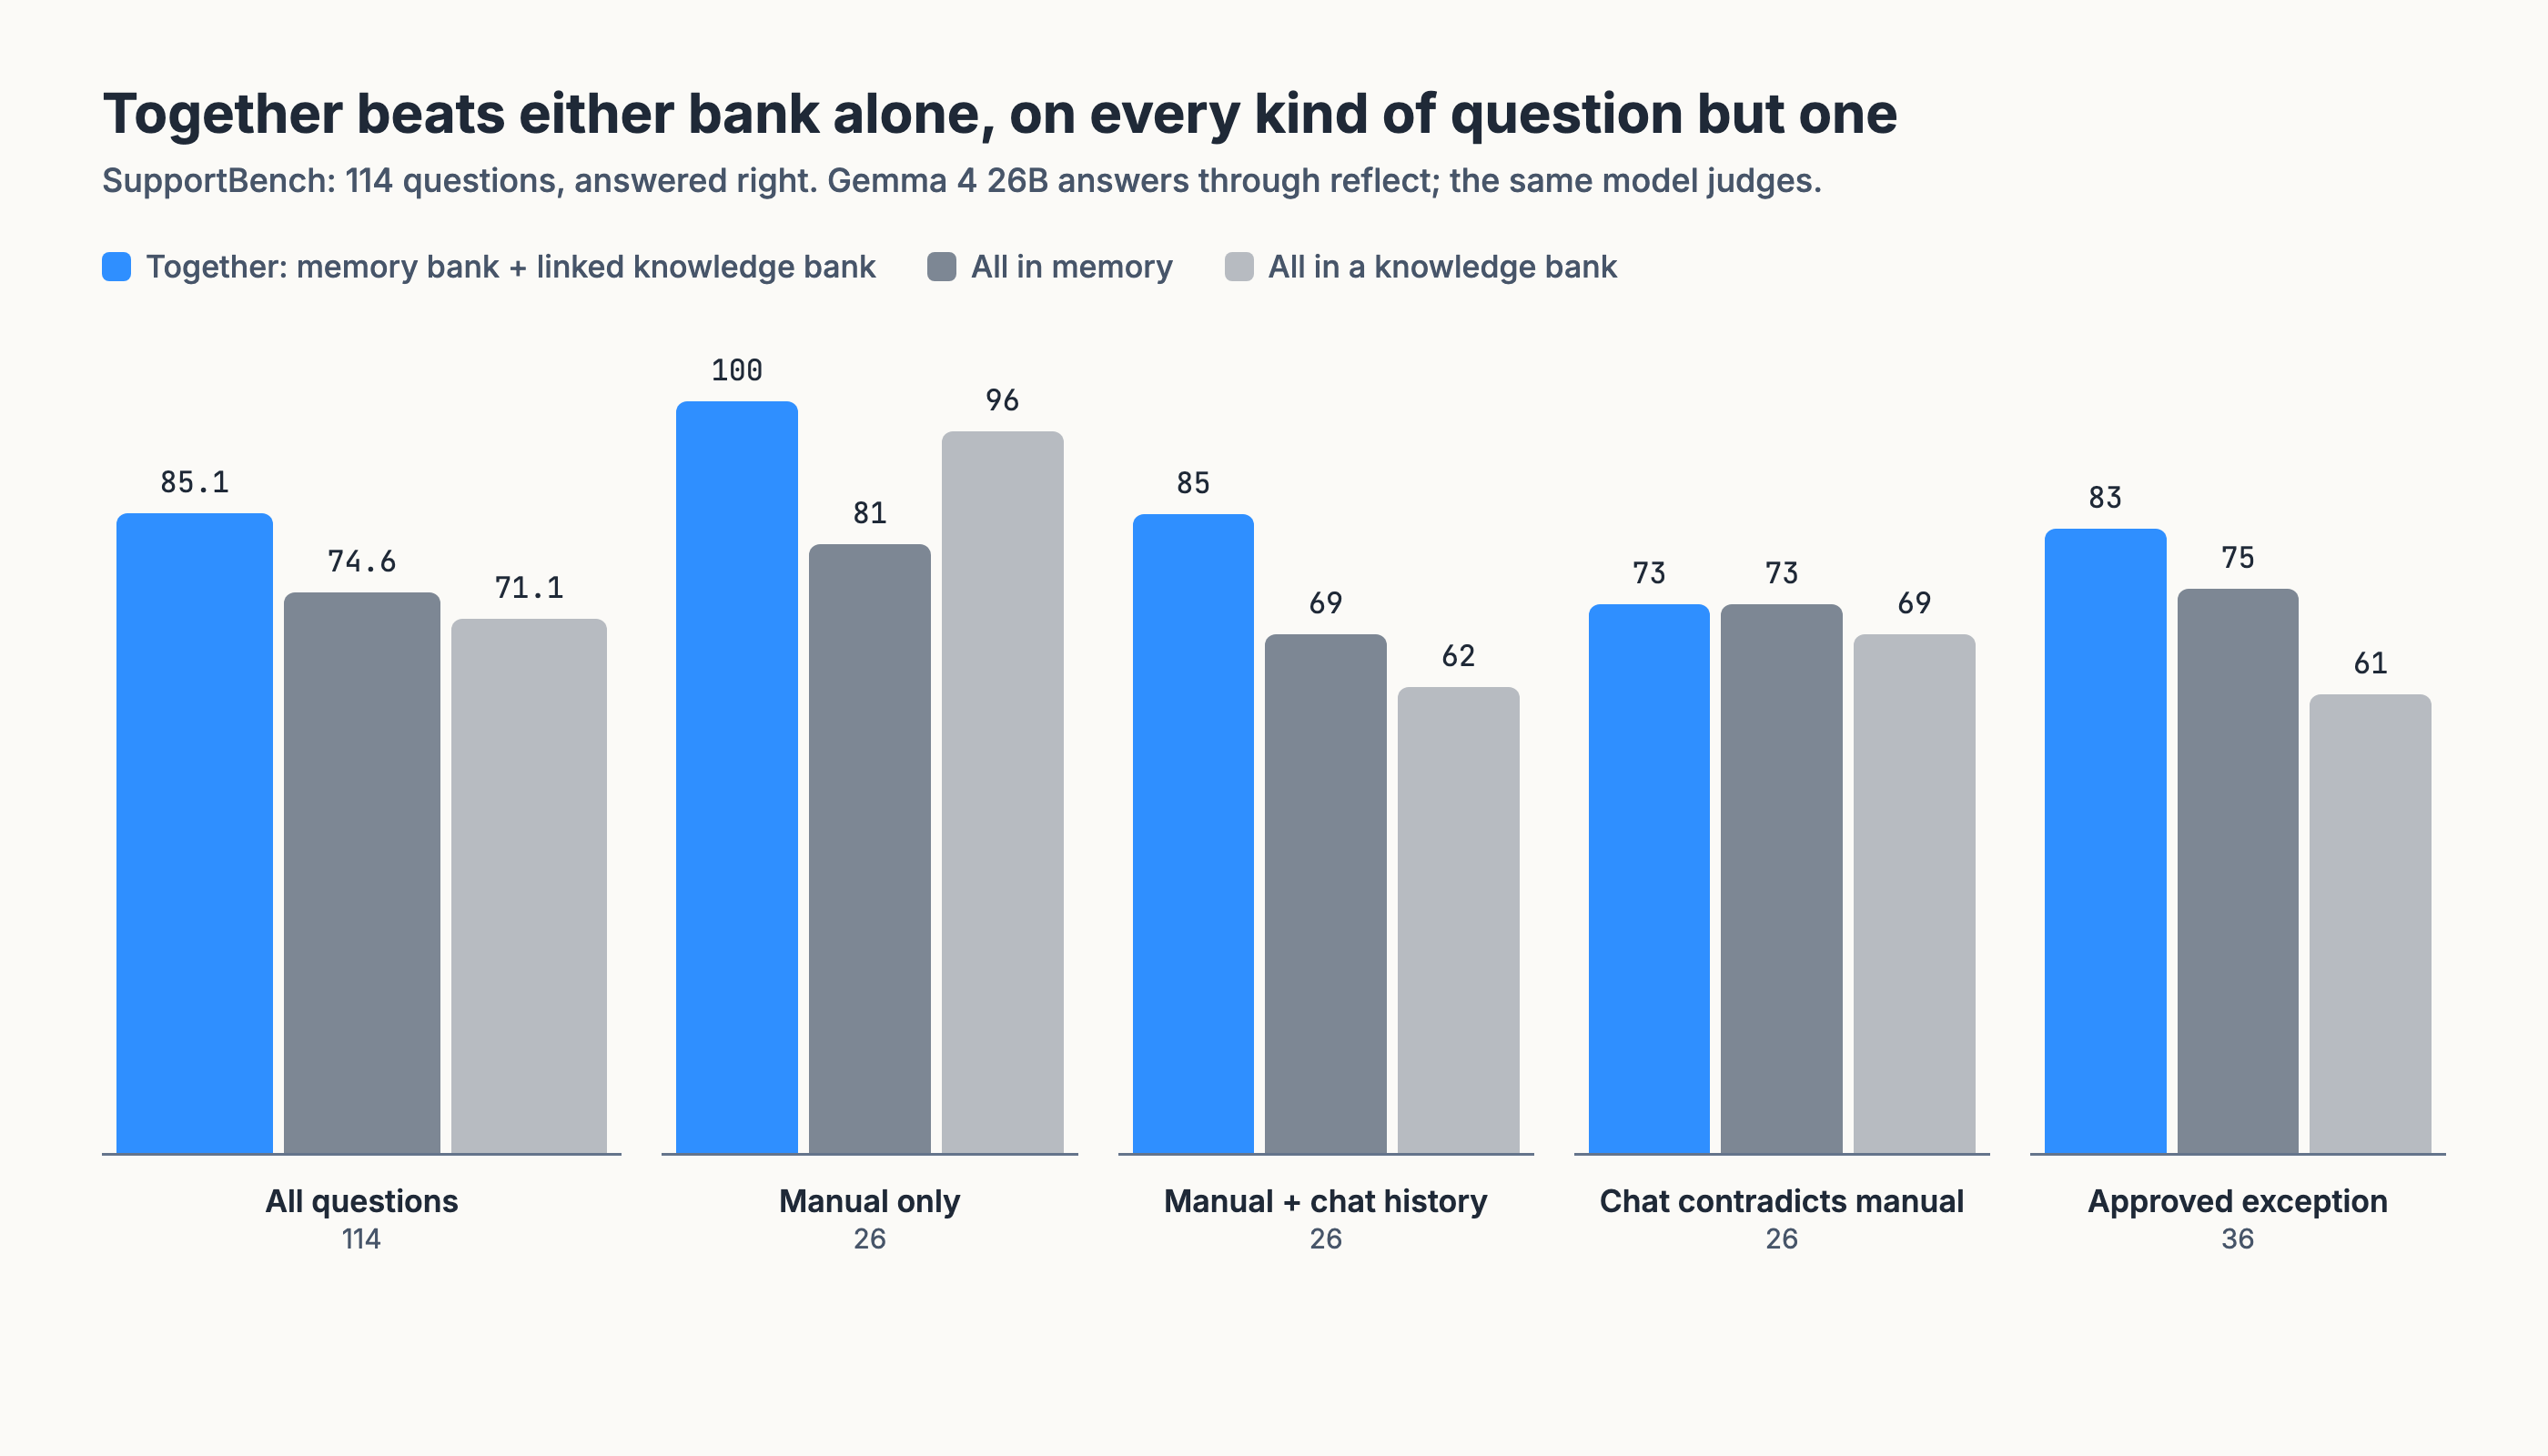 Together beats either bank alone, on every kind of question but one
SupportBench: 114 questions, answered right. Gemma 4 26B answers through reflect; the same model judges.
Together: memory bank + linked knowledge bank
All in memory
All in a knowledge bank
85.1
74.6
71.1
All questions
114
100
81
96
Manual only
26
85
69
62
Manual + chat history
26
73
73
69
Chat contradicts manual
26
83
75
61
Approved exception
36